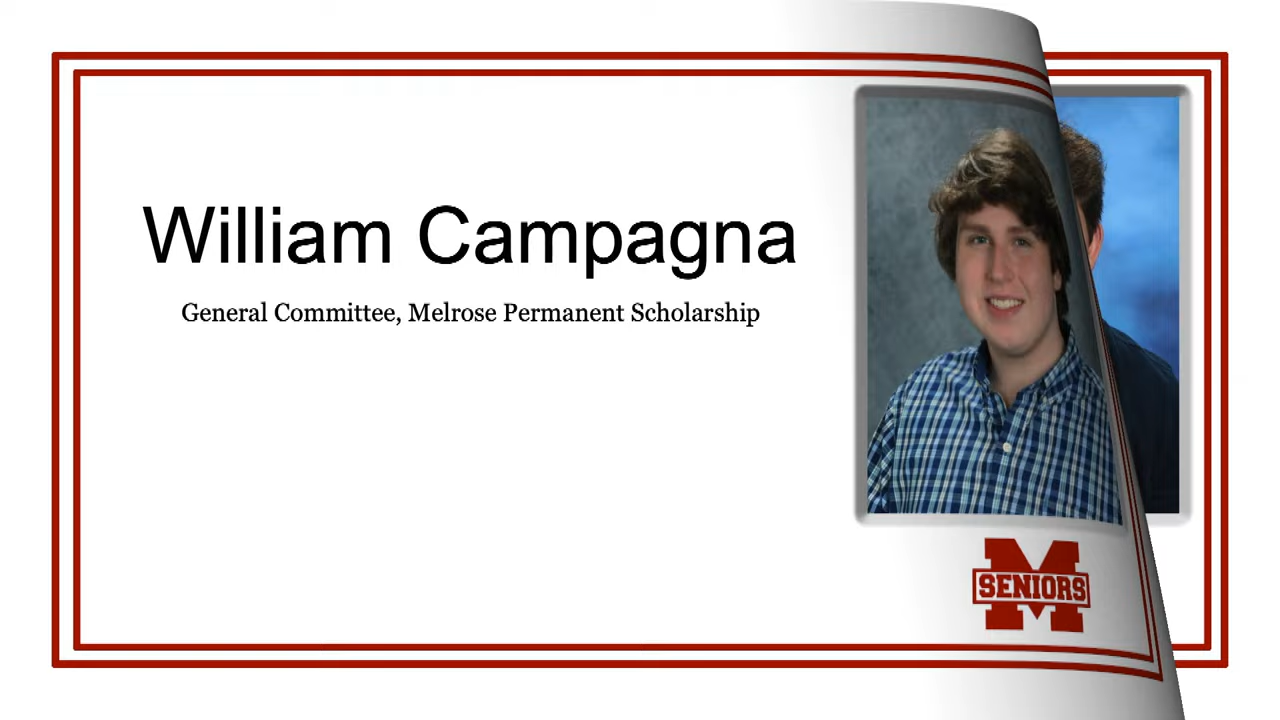 William Campagna
General Committee, Melrose Permanent Scholarship
SENIORS